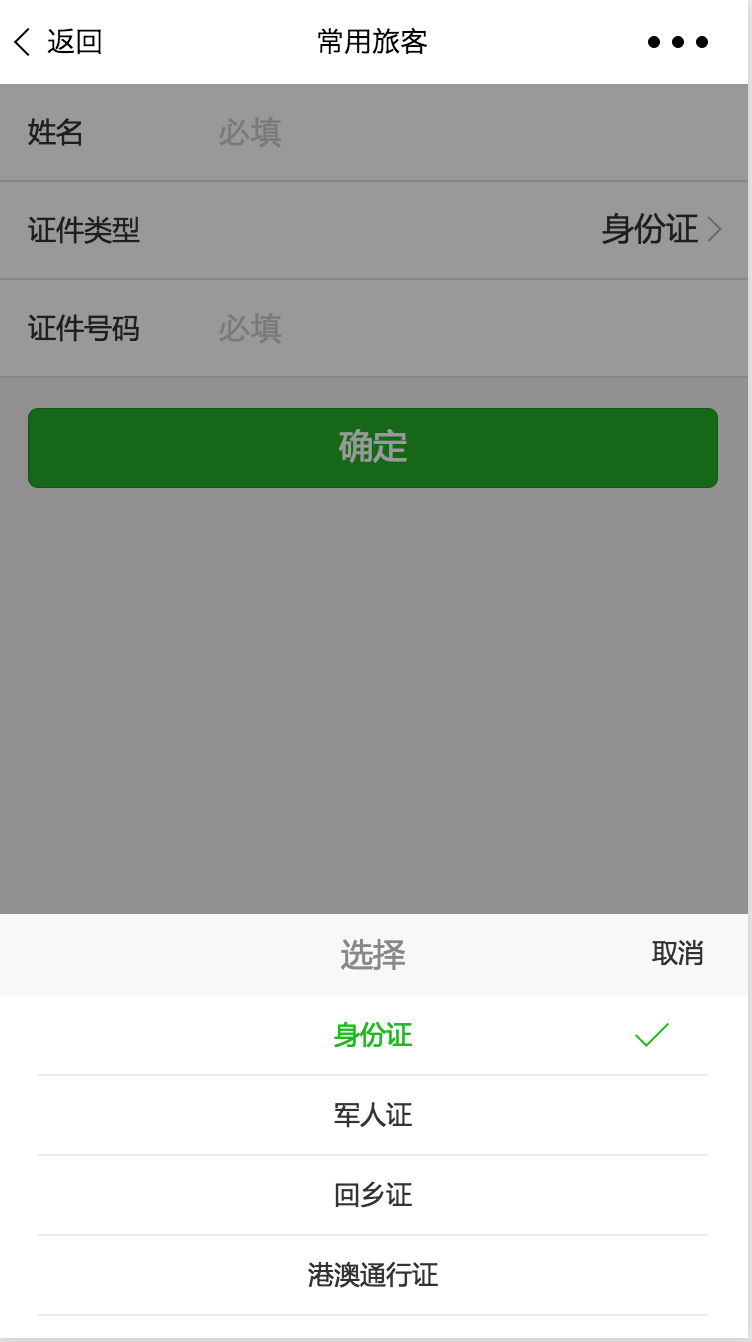 返回 常用旅客
姓名 必填
证件类型 身份证
证件号码 必填
确定
选择 取消
身份证
军人证
回乡证
港澳通行证